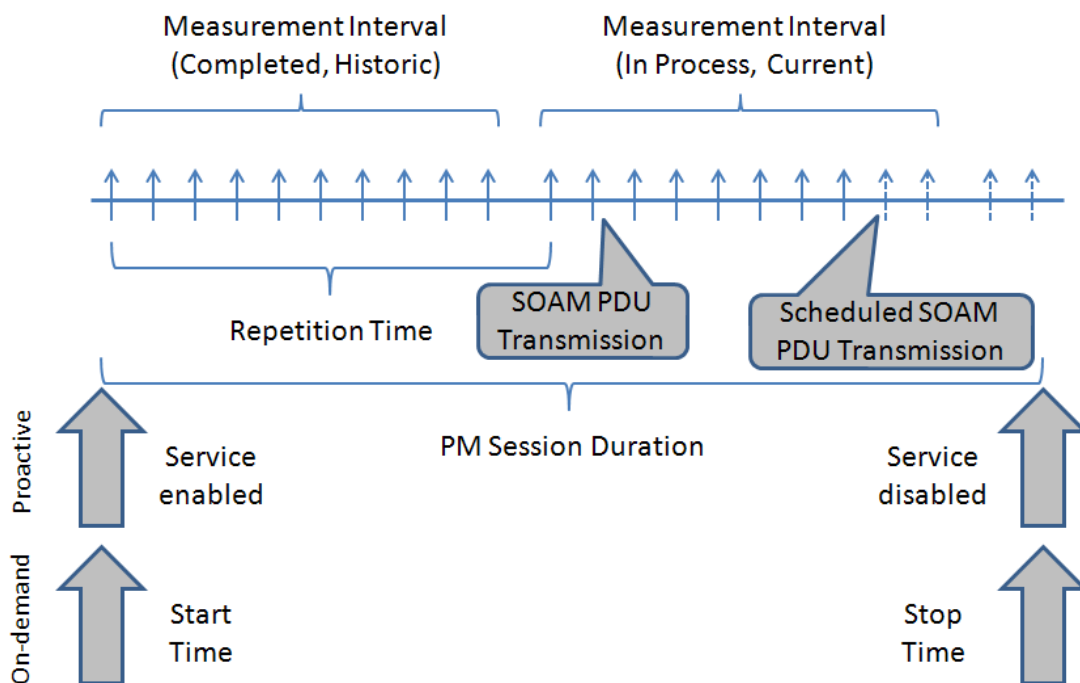 Measurement Interval
(Completed, Historic)
Measurement Interval
(In Process, Current)
Repetition Time
SOAM PDU
Transmission
Scheduled SOAM
PDU Transmission
PM Session Duration
Proactive
Service
enabled
Service
disabled
On-demand
Start
Time
Stop
Time